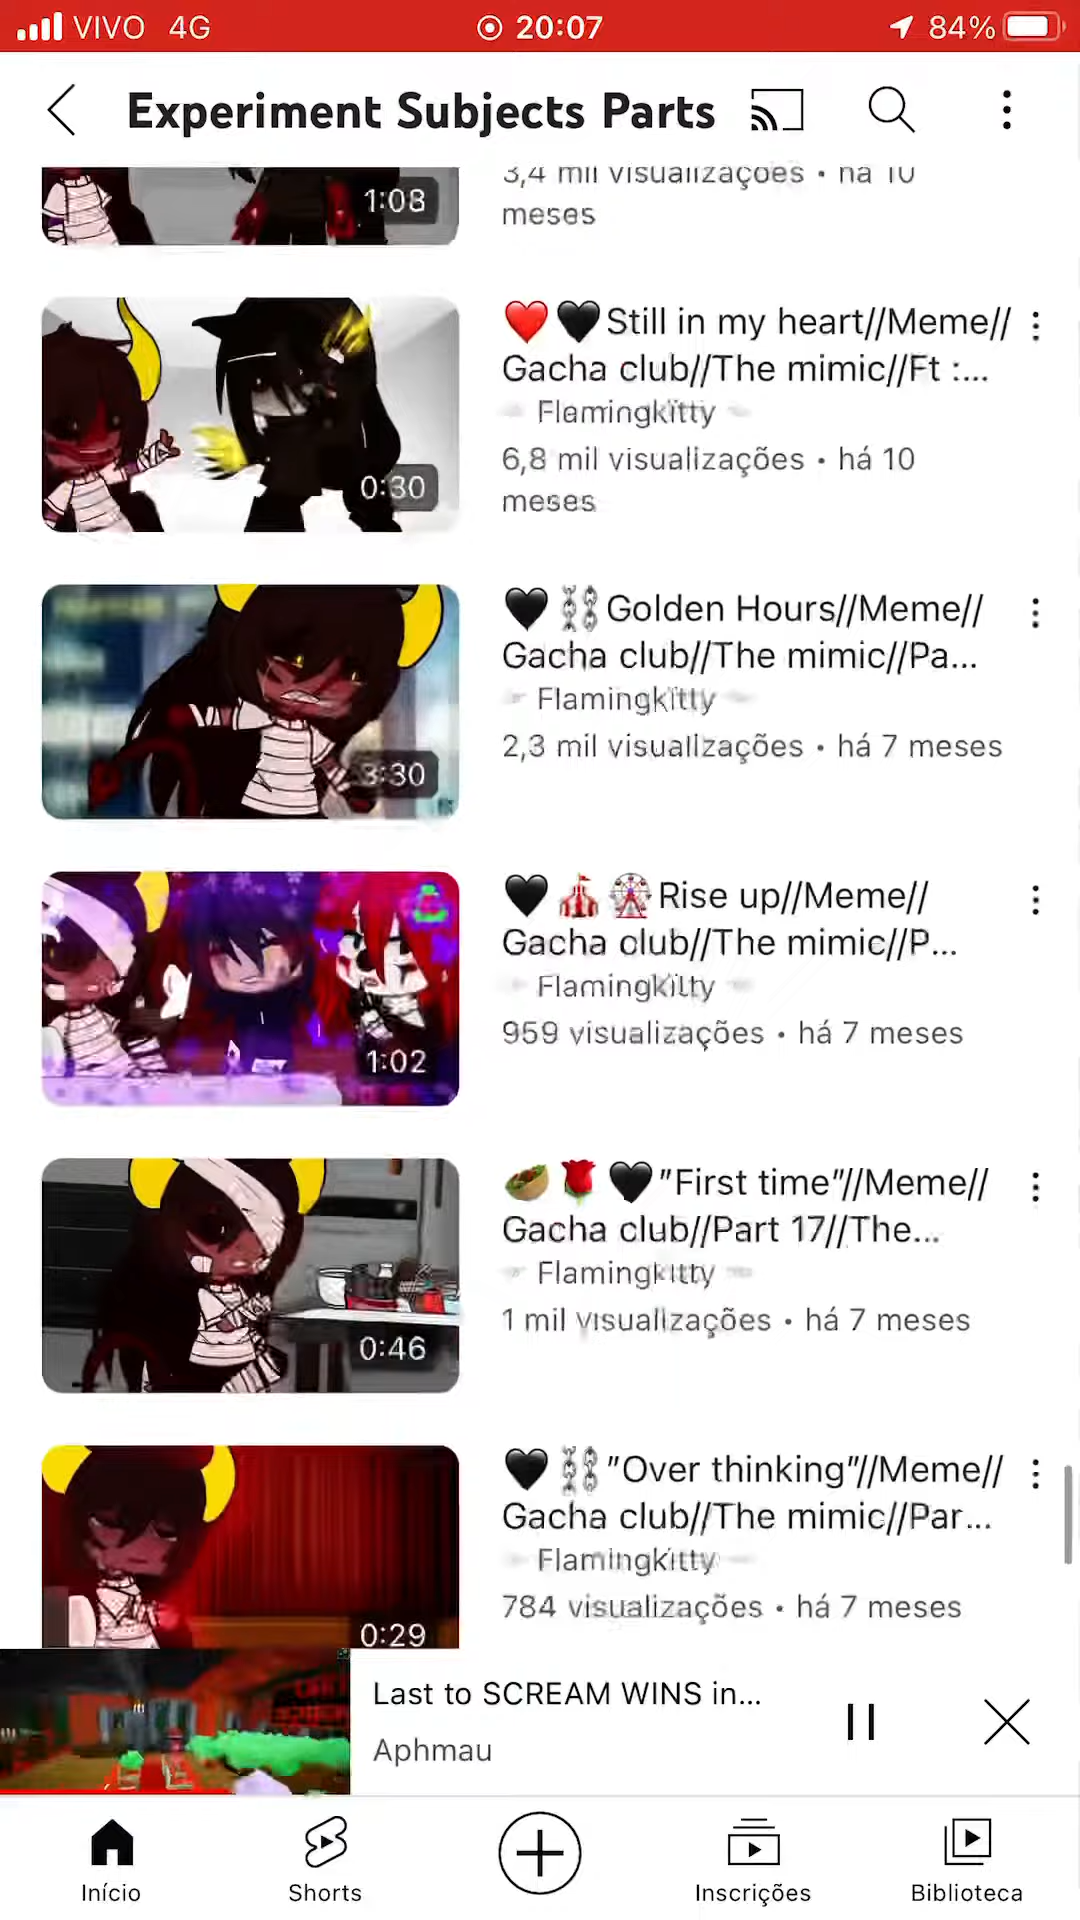 VIVO 4G 20:07 84%
Experiment Subjects Parts
1:08
3,4 mil visualizações • há 10
meses
Still in my heart//Meme//
Gacha club//The mimic//Ft :...
Flamingkitty
6,8 mil visualizações • há 10
meses
0:30
Golden Hours//Meme//
Gacha club//The mimic//Pa...
Flamingkitty
2,3 mil visualizações • há 7 meses
3:30
Rise up//Meme//
Gacha club//The mimic//P...
Flamingkitty
959 visualizações • há 7 meses
1:02
"First time"//Meme//
Gacha club//Part 17//The...
Flamingkitty
1 mil visualizações • há 7 meses
0:46
"Over thinking"//Meme//
Gacha club//The mimic//Par...
Flamingkitty
784 visualizações • há 7 meses
0:29
Last to SCREAM WINS in...
Aphmau
Início
Shorts
Inscrições
Biblioteca